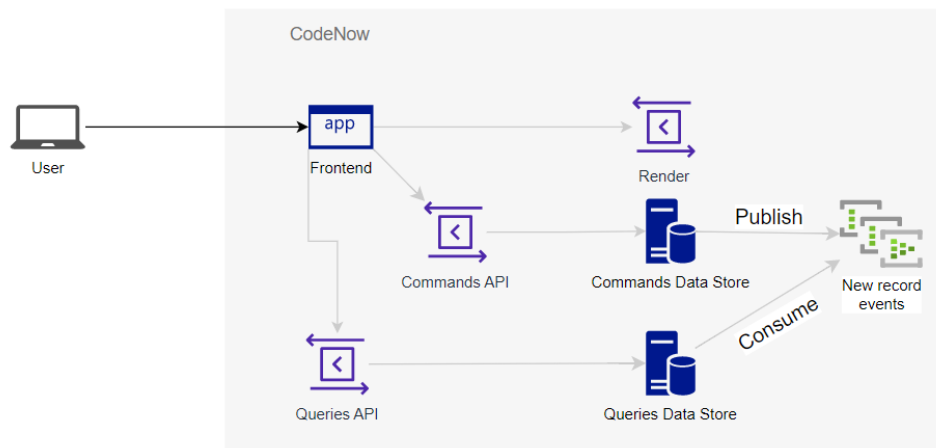 CodeNow
app
User
Frontend
Render
Publish
Commands API
Commands Data Store
New record
events
Consume
Queries API
Queries Data Store